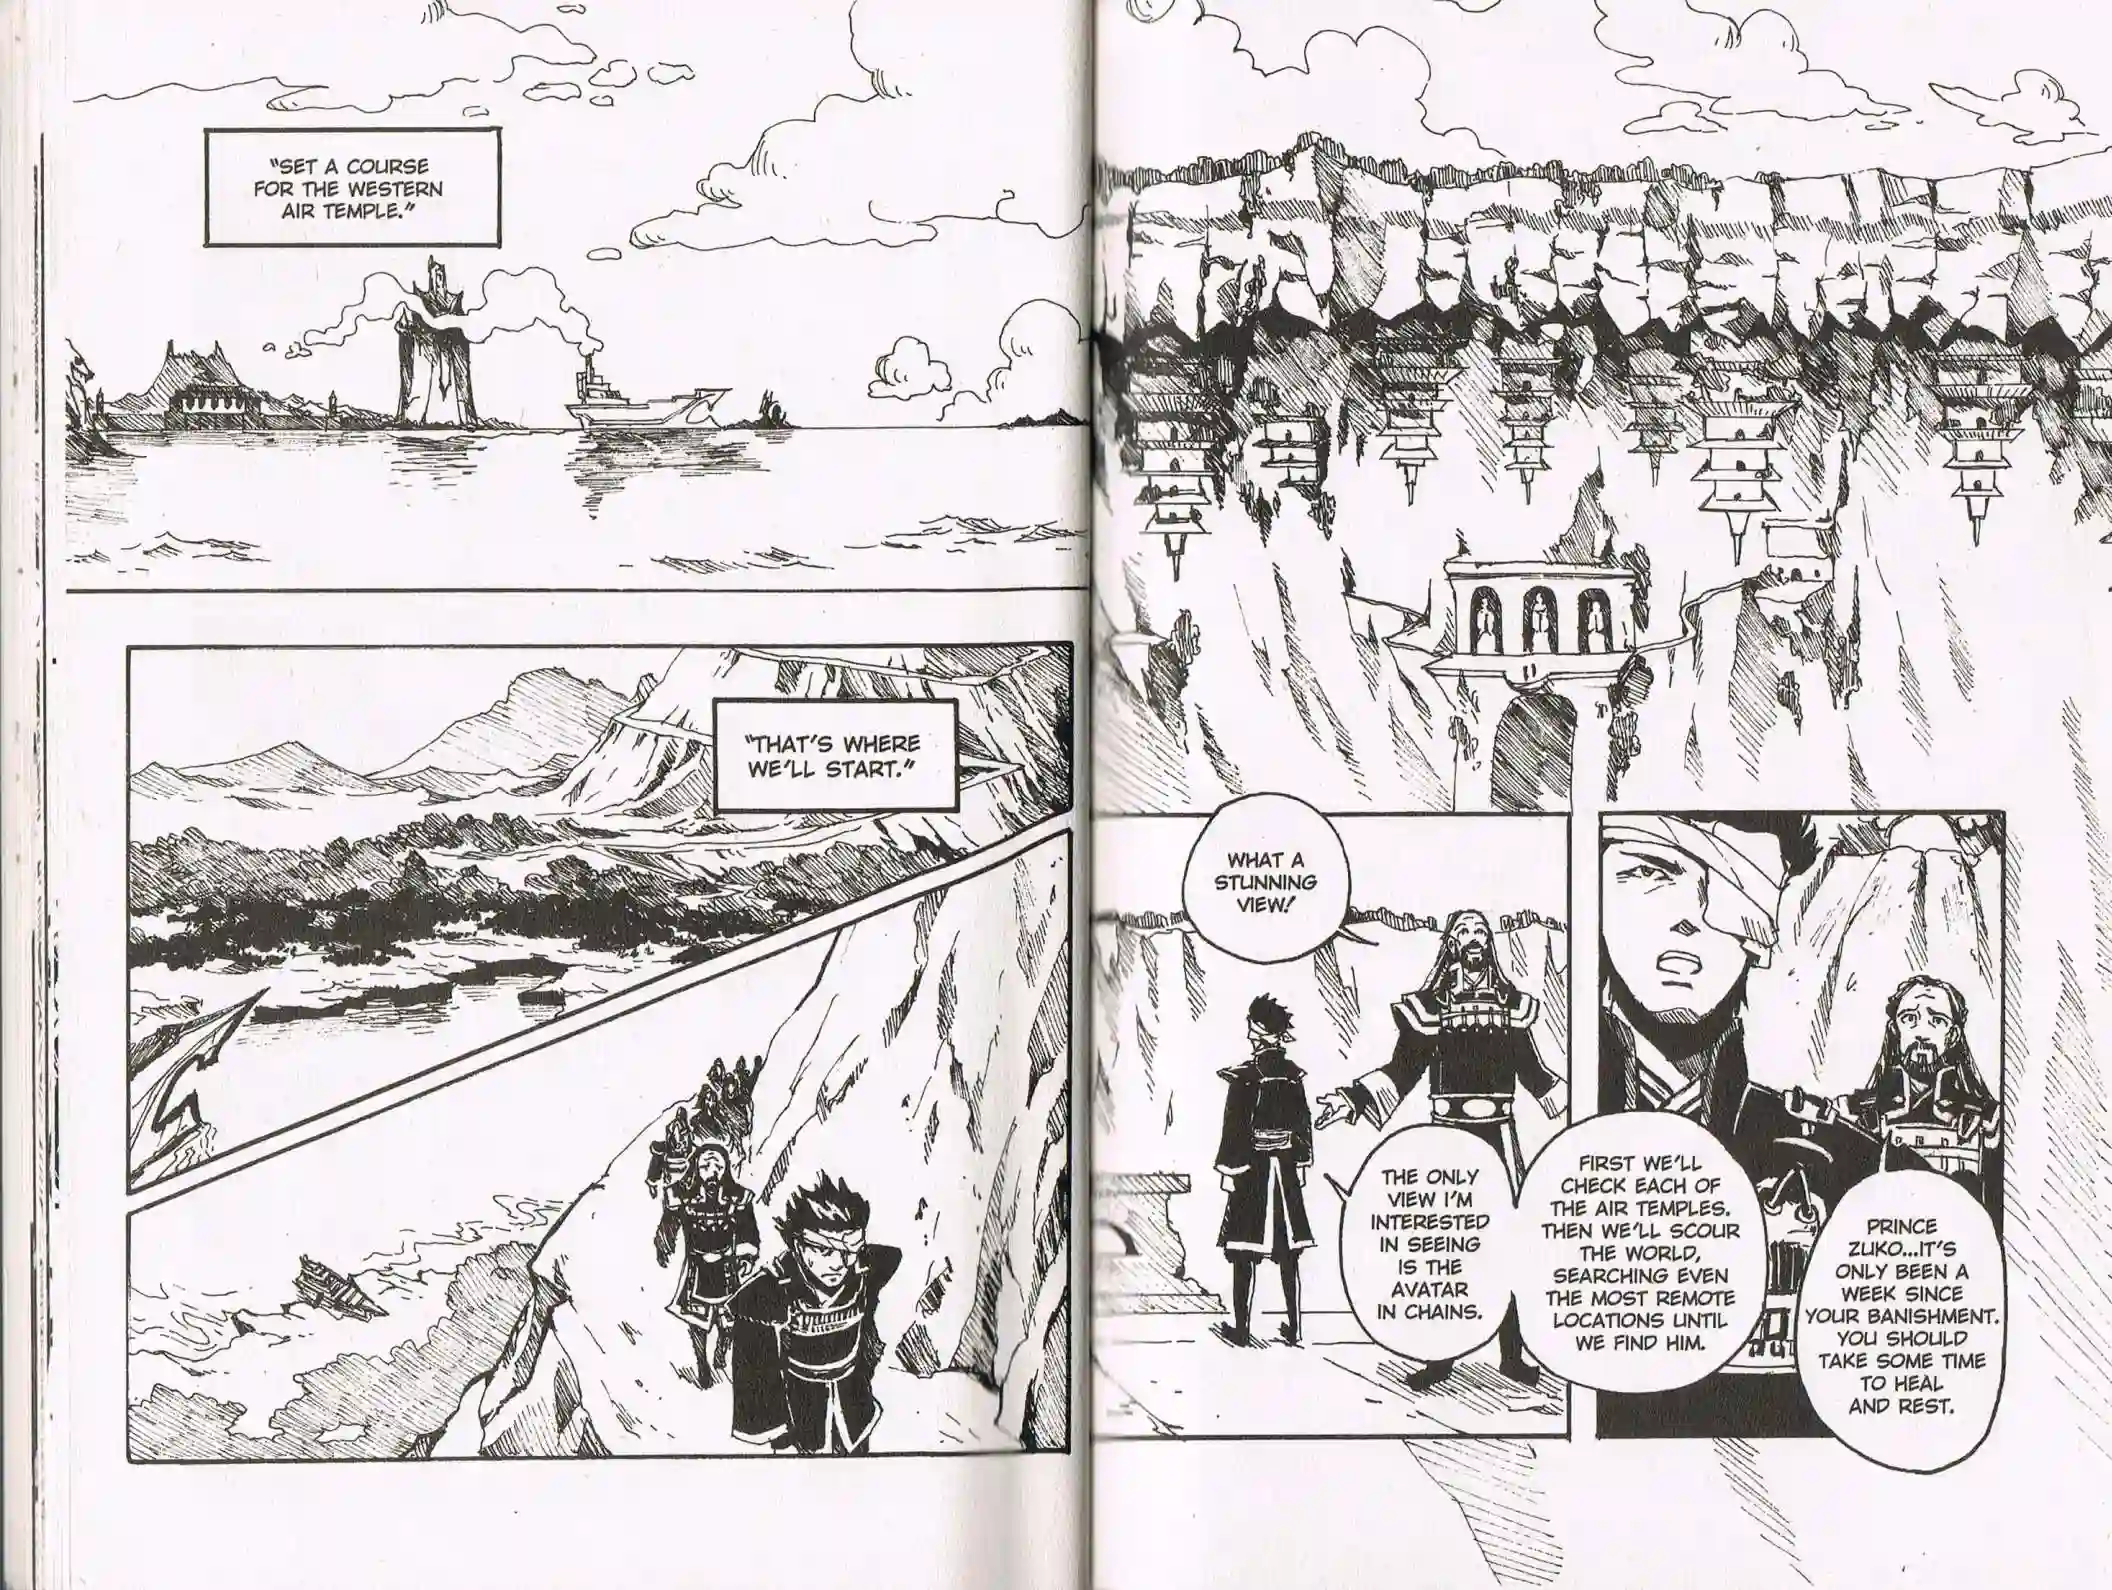 "SET A COURSE
FOR THE WESTERN
AIR TEMPLE."
"THAT'S WHERE
WE'LL START."
WHAT A
STUNNING
VIEW!
THE ONLY
VIEW I'M
INTERESTED
IN SEEING
IS THE
AVATAR
IN CHAINS.
FIRST WE'LL
CHECK EACH OF
THE AIR TEMPLES.
THEN WE'LL SCOUR
THE WORLD,
SEARCHING EVEN
THE MOST REMOTE
LOCATIONS UNTIL
WE FIND HIM.
PRINCE
ZUKO...IT'S
ONLY BEEN A
WEEK SINCE
YOUR BANISHMENT.
YOU SHOULD
TAKE SOME TIME
TO HEAL
AND REST.